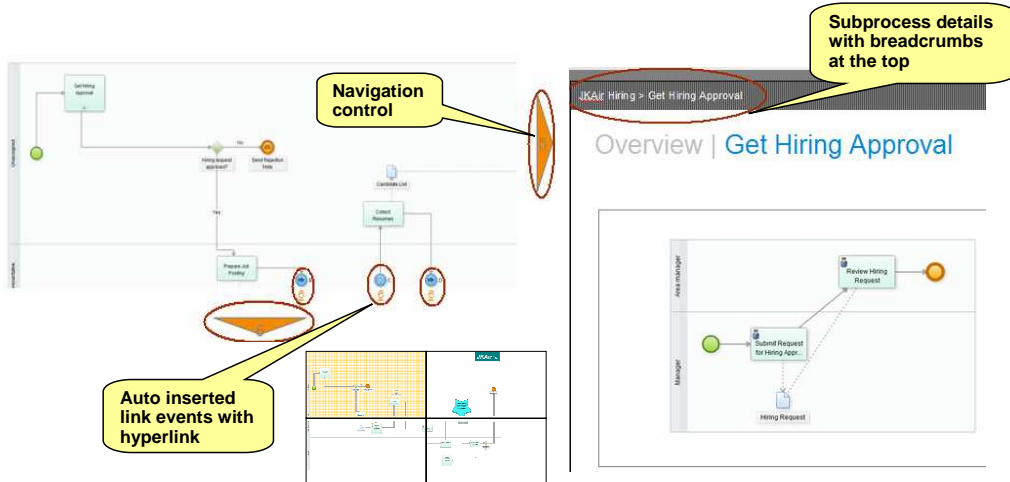 Subprocess details
with breadcrumbs
at the top
Navigation
control
JKAir Hiring > Get Hiring Approval
Overview | Get Hiring Approval
Get Hiring
Approval
Unassigned
No
Hiring request
approved?
Send Rejection
Candidate List
Collect
Resumes
Yes
Prepare Job
Posting
C
D
Area manager
Review Hiring
Request
Manager
Submit Request
for Hiring Appr...
Hiring Request
Auto inserted
link events with
hyperlink
JKAir